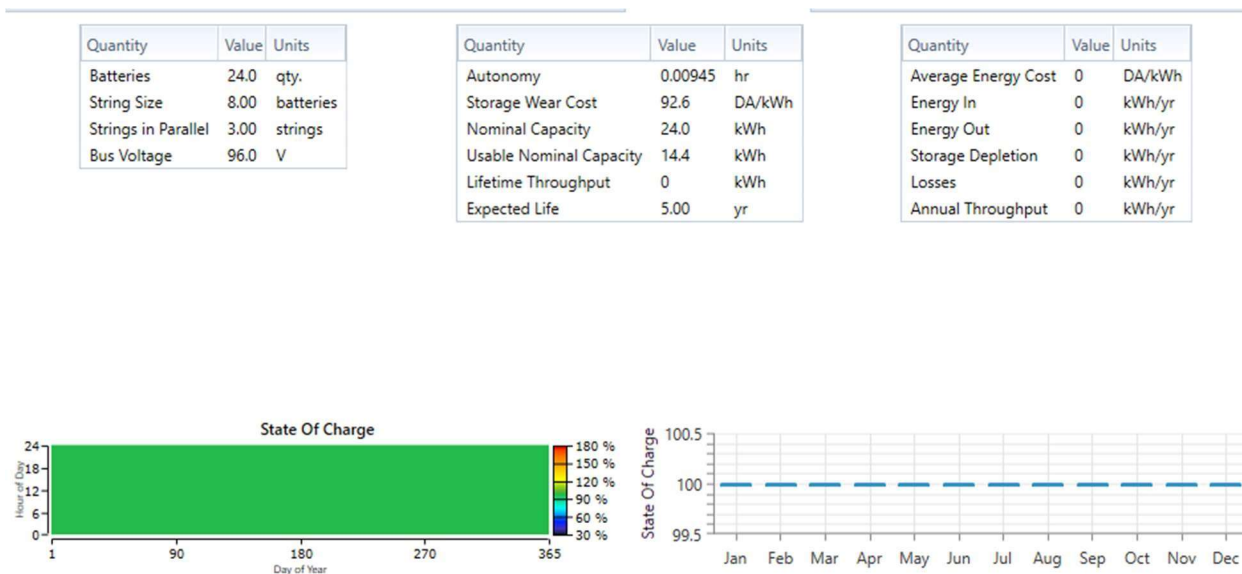 Quantity Value Units
Batteries 24.0 qty.
String Size 8.00 batteries
Strings in Parallel 3.00 strings
Bus Voltage 96.0 V
Quantity Value Units
Autonomy 0.00945 hr
Storage Wear Cost 92.6 DA/kWh
Nominal Capacity 24.0 kWh
Usable Nominal Capacity 14.4 kWh
Lifetime Throughput 0 kWh
Expected Life 5.00 yr
Quantity Value Units
Average Energy Cost 0 DA/kWh
Energy In 0 kWh/yr
Energy Out 0 kWh/yr
Storage Depletion 0 kWh/yr
Losses 0 kWh/yr
Annual Throughput 0 kWh/yr
State Of Charge
Hour of Day
24
18
12
6
0
1 90 180 270 365
Day of Year
180 %
150 %
120 %
90 %
60 %
30 %
State Of Charge
100.5
100
99.5
Jan Feb Mar Apr May Jun Jul Aug Sep Oct Nov Dec